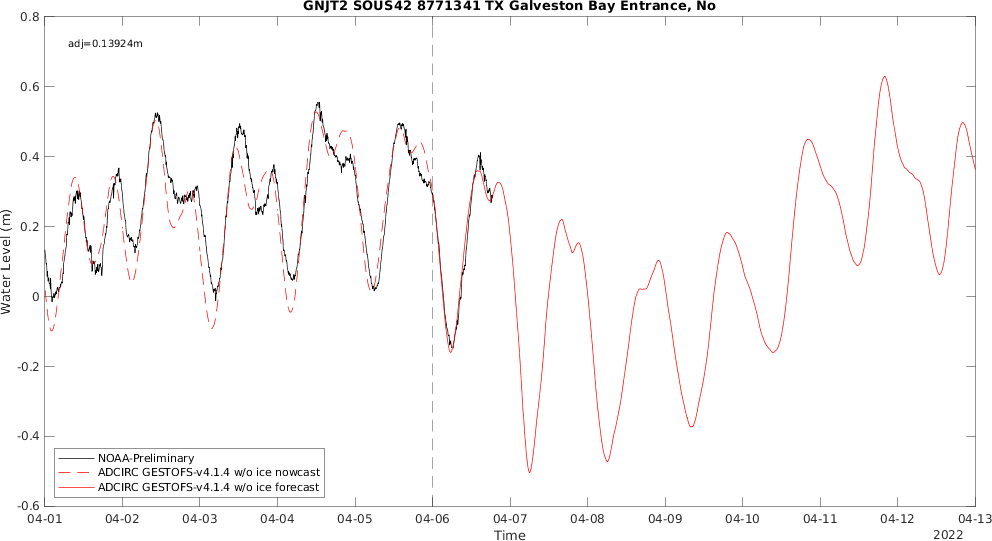 GNJT2 SOUS42 8771341 TX Galveston Bay Entrance, No
adj=0.13924m
0.8
0.6
0.4
0.2
0
-0.2
-0.4
-0.6
Water Level (m)
NOAA-Preliminary
ADCIRC GESTOFS-v4.1.4 w/o ice nowcast
ADCIRC GESTOFS-v4.1.4 w/o ice forecast
04-01 04-02 04-03 04-04 04-05 04-06 04-07 04-08 04-09 04-10 04-11 04-12 04-13
Time
2022